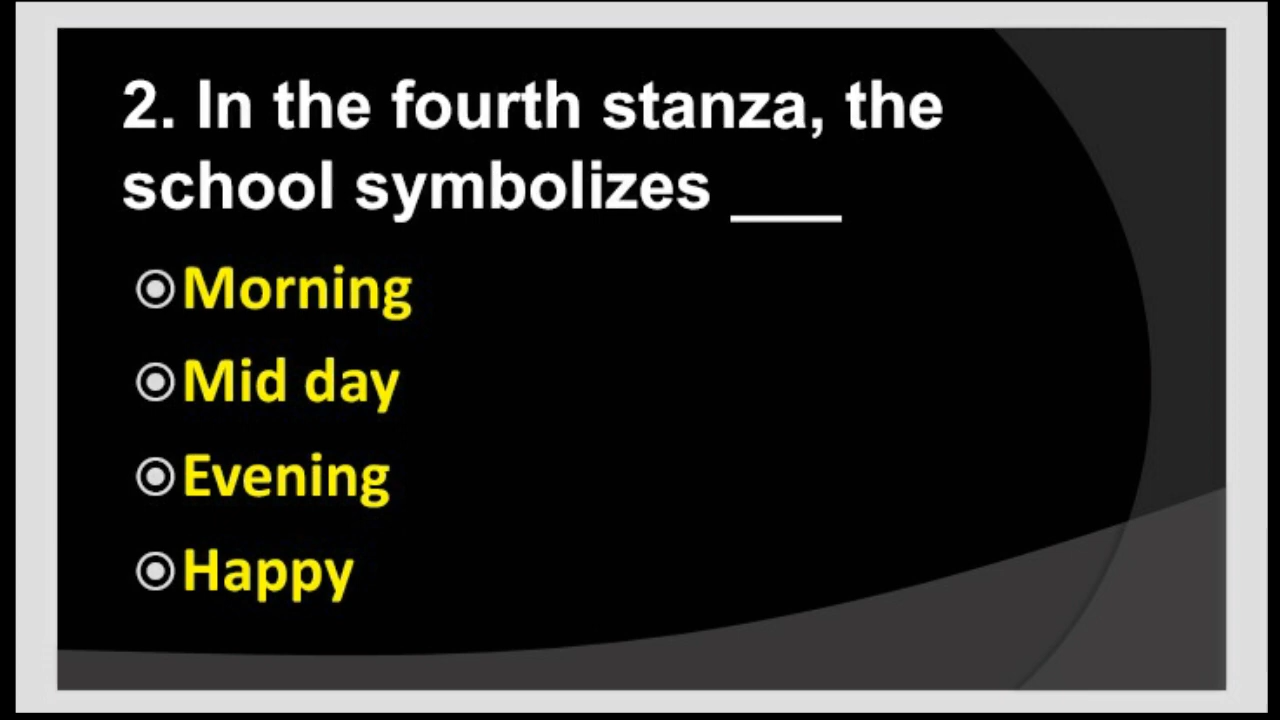 2. In the fourth stanza, the
school symbolizes ___
Morning
Mid day
Evening
Happy